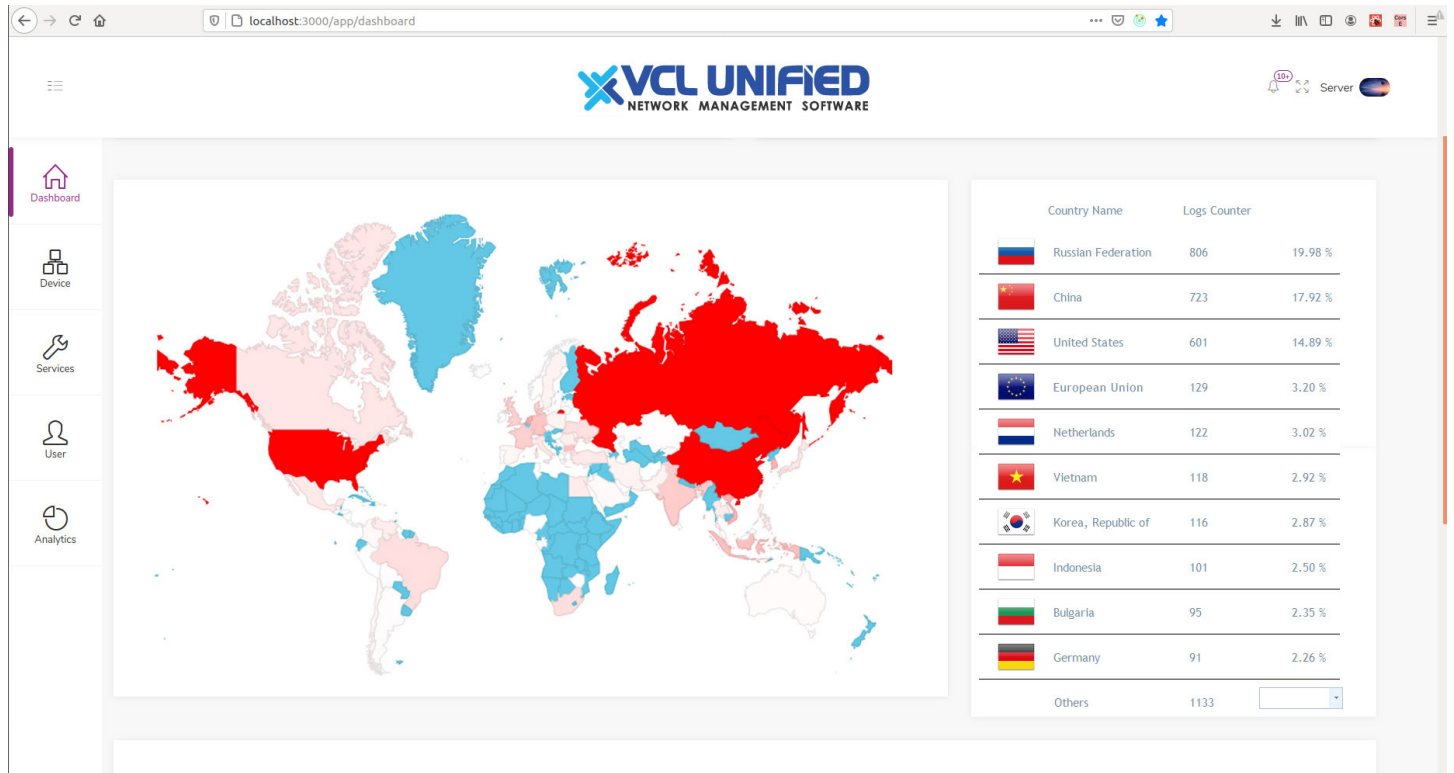 localhost:3000/app/dashboard
VCL UNIFIED
NETWORK MANAGEMENT SOFTWARE
10+
Server
Dashboard
Device
Services
User
Analytics
Country Name Logs Counter
Russian Federation 806 19.98 %
China 723 17.92 %
United States 601 14.89 %
European Union 129 3.20 %
Netherlands 122 3.02 %
Vietnam 118 2.92 %
Korea, Republic of 116 2.87 %
Indonesia 101 2.50 %
Bulgaria 95 2.35 %
Germany 91 2.26 %
Others 1133